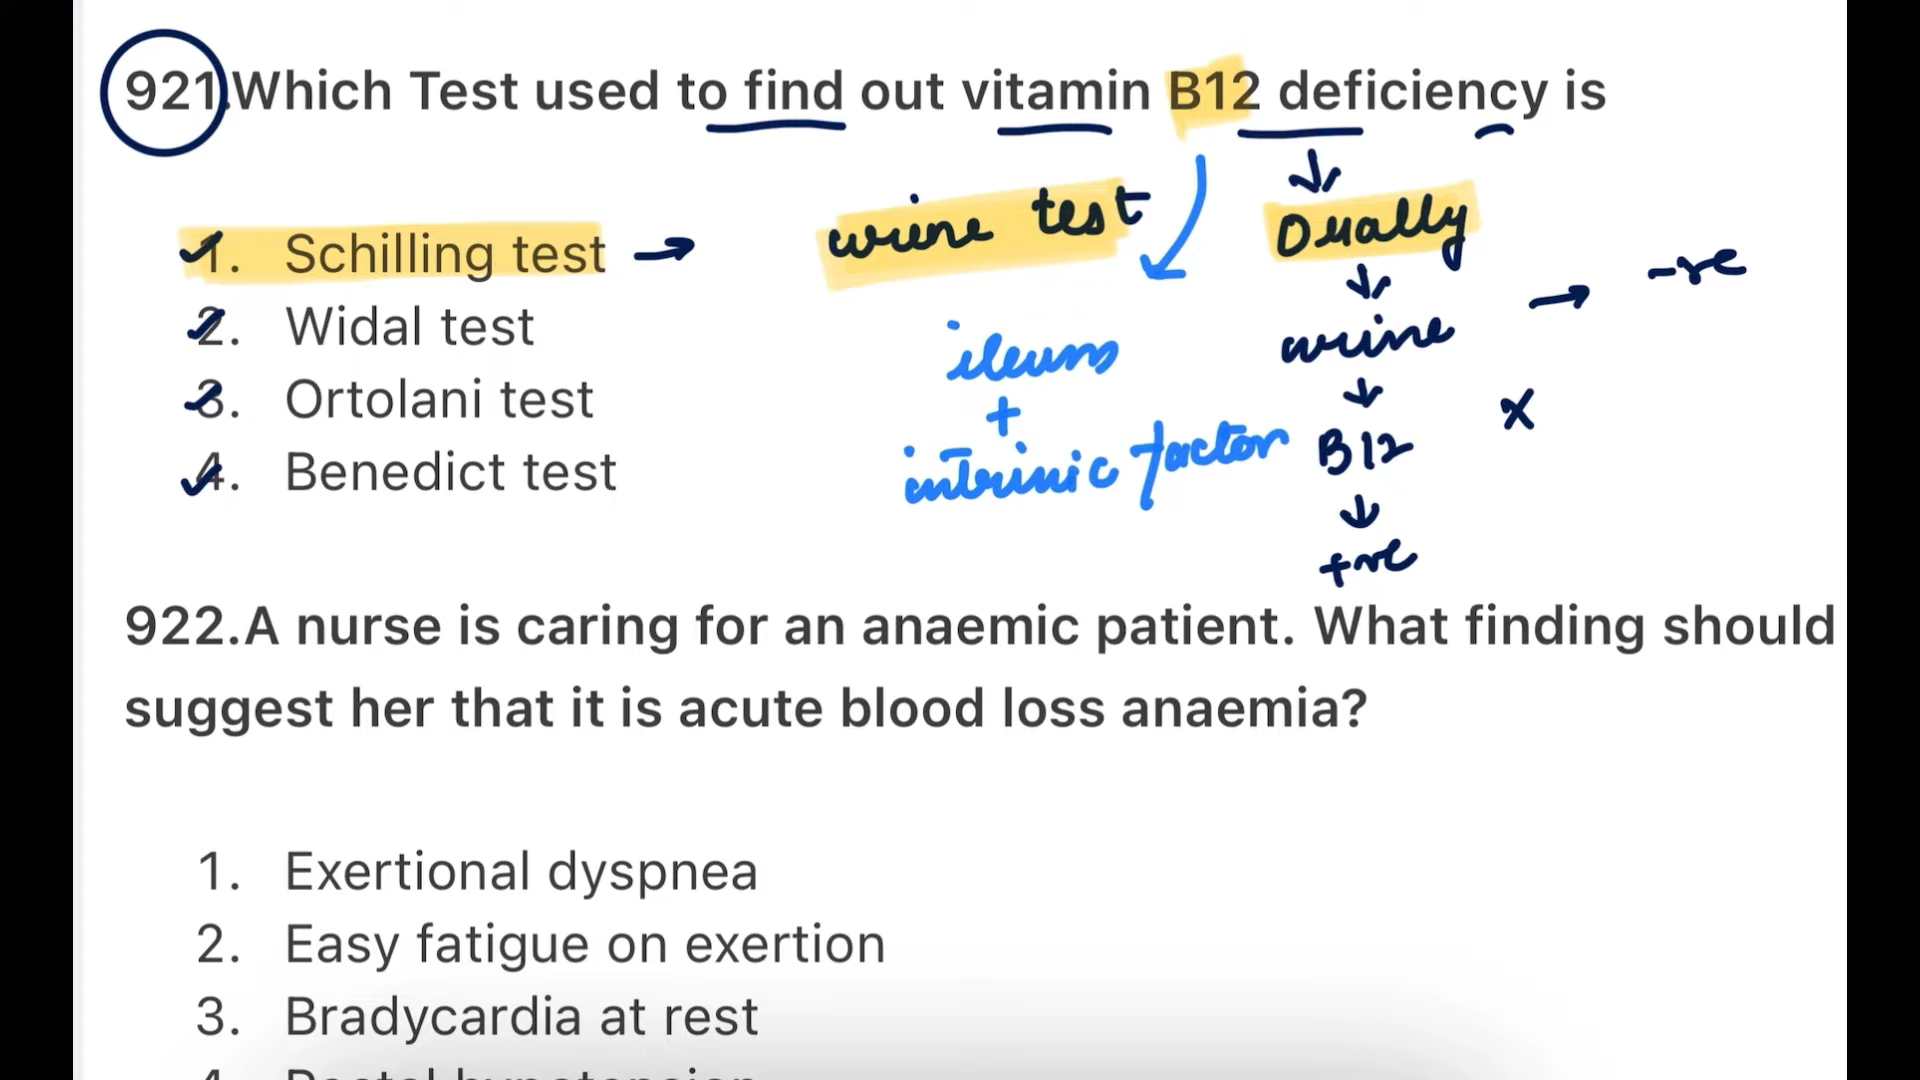 921.Which Test used to find out vitamin B12 deficiency is
1. Schilling test → urine test
Orally
-ve
2. Widal test
urine
ileum
+
3. Ortolani test
x
intrinsic factor
B12
4. Benedict test
+ve
922.A nurse is caring for an anaemic patient. What finding should
suggest her that it is acute blood loss anaemia?
1. Exertional dyspnea
2. Easy fatigue on exertion
3. Bradycardia at rest